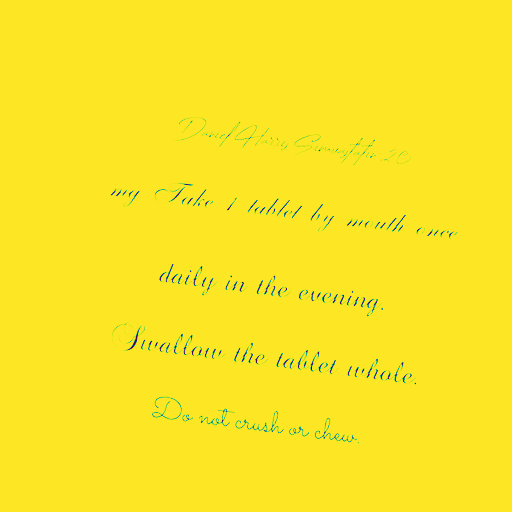 Daniel Harris Simvastatin 20
mg Take 1 tablet by mouth once
daily in the evening.
Swallow the tablet whole.
Do not crush or chew.